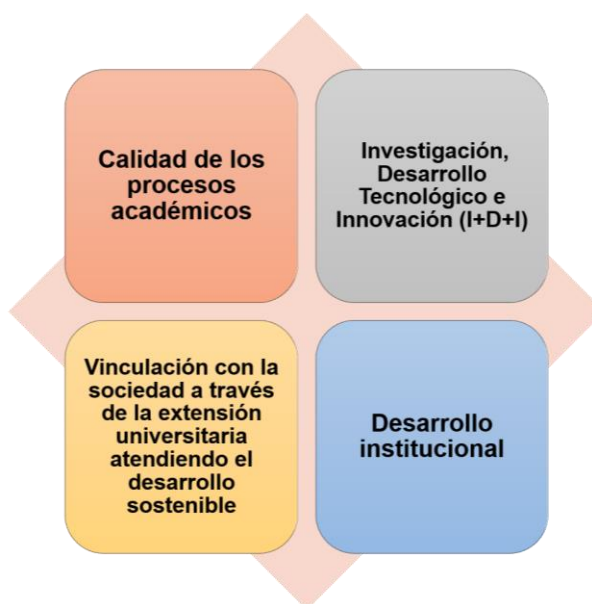 Calidad de los
procesos
académicos
Investigación,
Desarrollo
Tecnológico e
Innovación (I+D+I)
Vinculación con la
sociedad a través
de la extensión
universitaria
atendiendo el
desarrollo
sostenible
Desarrollo
institucional